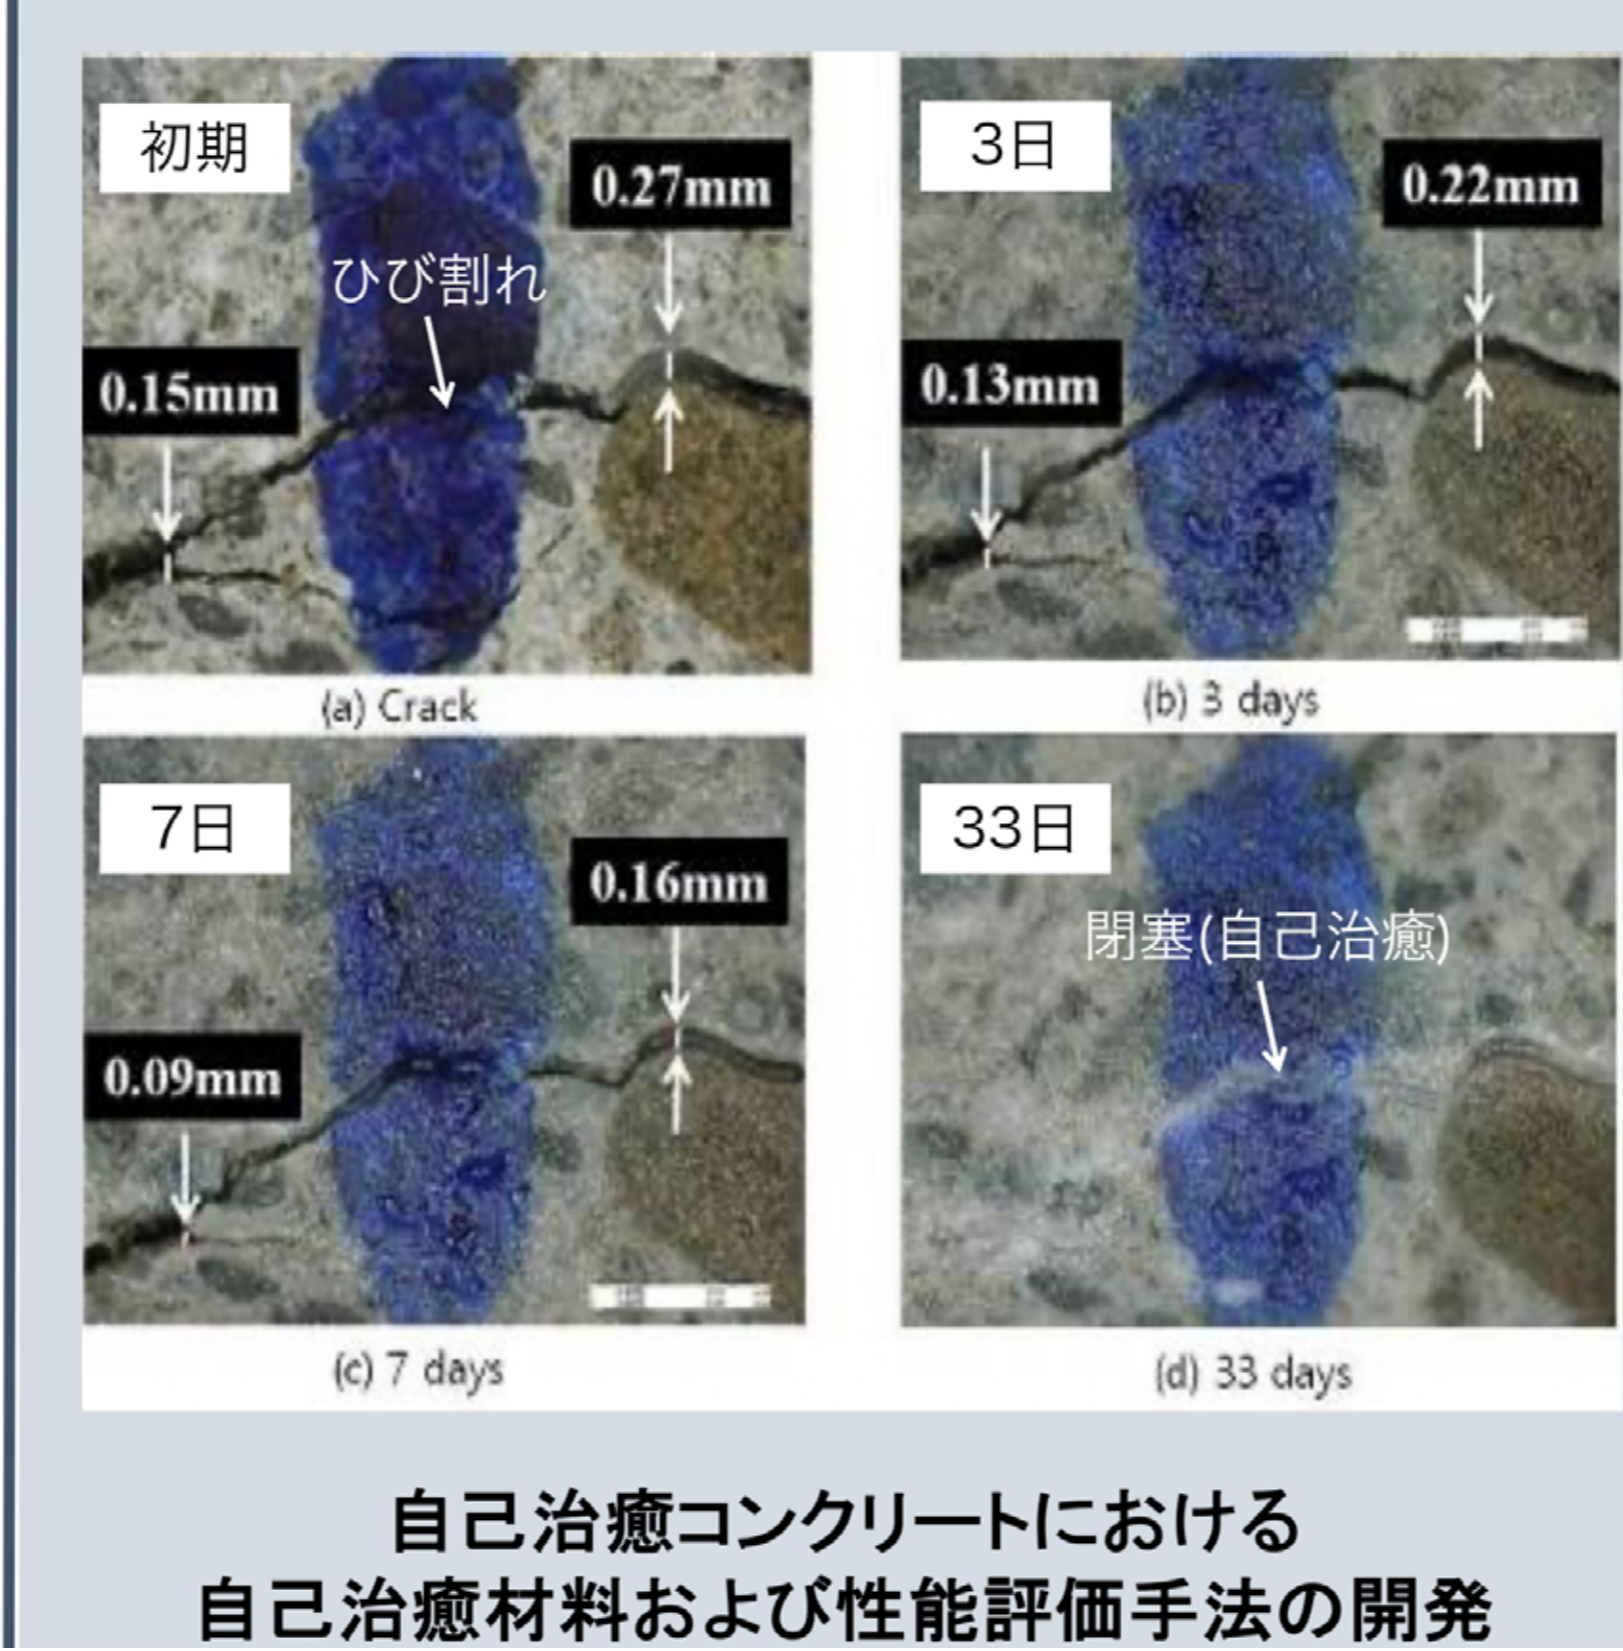 初期
0.27mm
ひび割れ
0.15mm
(a) Crack
3日
0.22mm
0.13mm
(b) 3 days
7日
0.16mm
0.09mm
(c) 7 days
33日
閉塞(自己治癒)
(d) 33 days
自己治癒コンクリートにおける
自己治癒材料および性能評価手法の開発